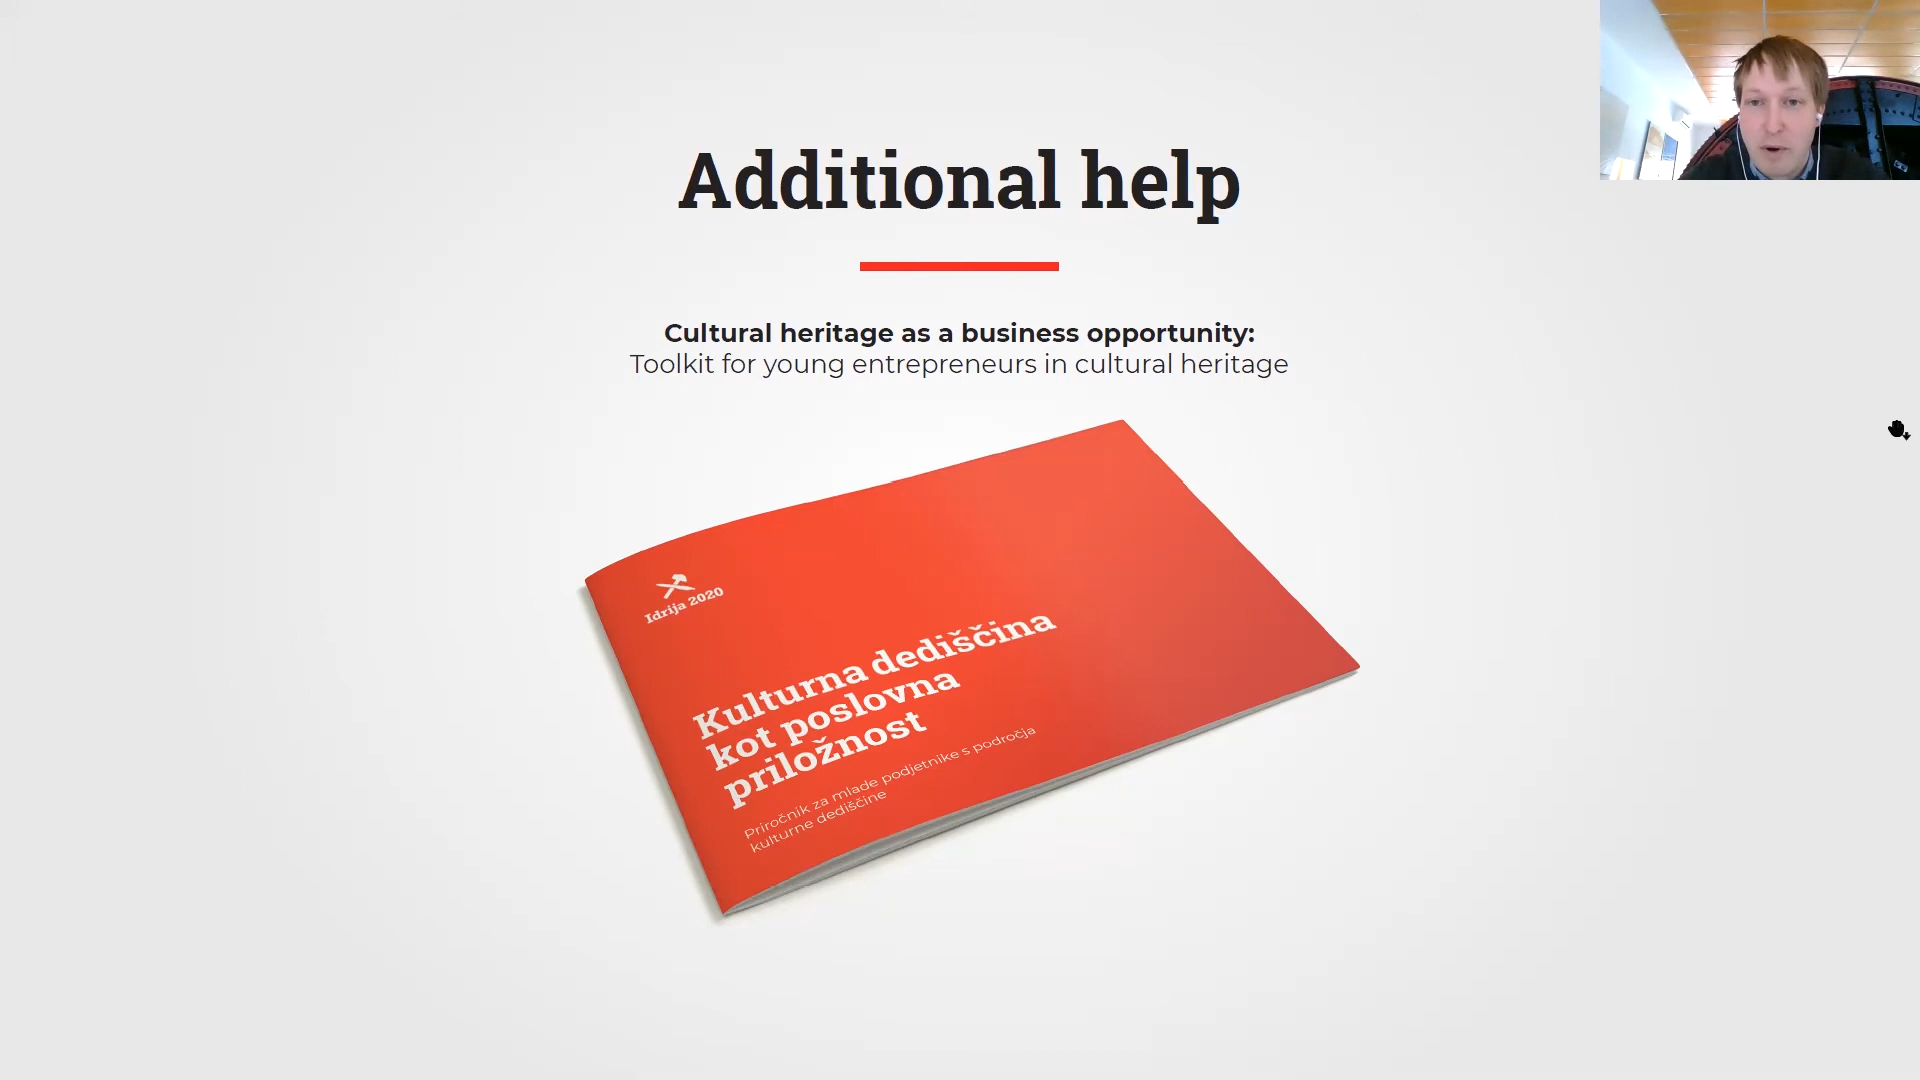 Additional help
Cultural heritage as a business opportunity:
Toolkit for young entrepreneurs in cultural heritage
Idrija 2020
Kulturna dediščina
kot poslovna
priložnost
Priročnik za mlade podjetnike s področja
kulturne dediščine